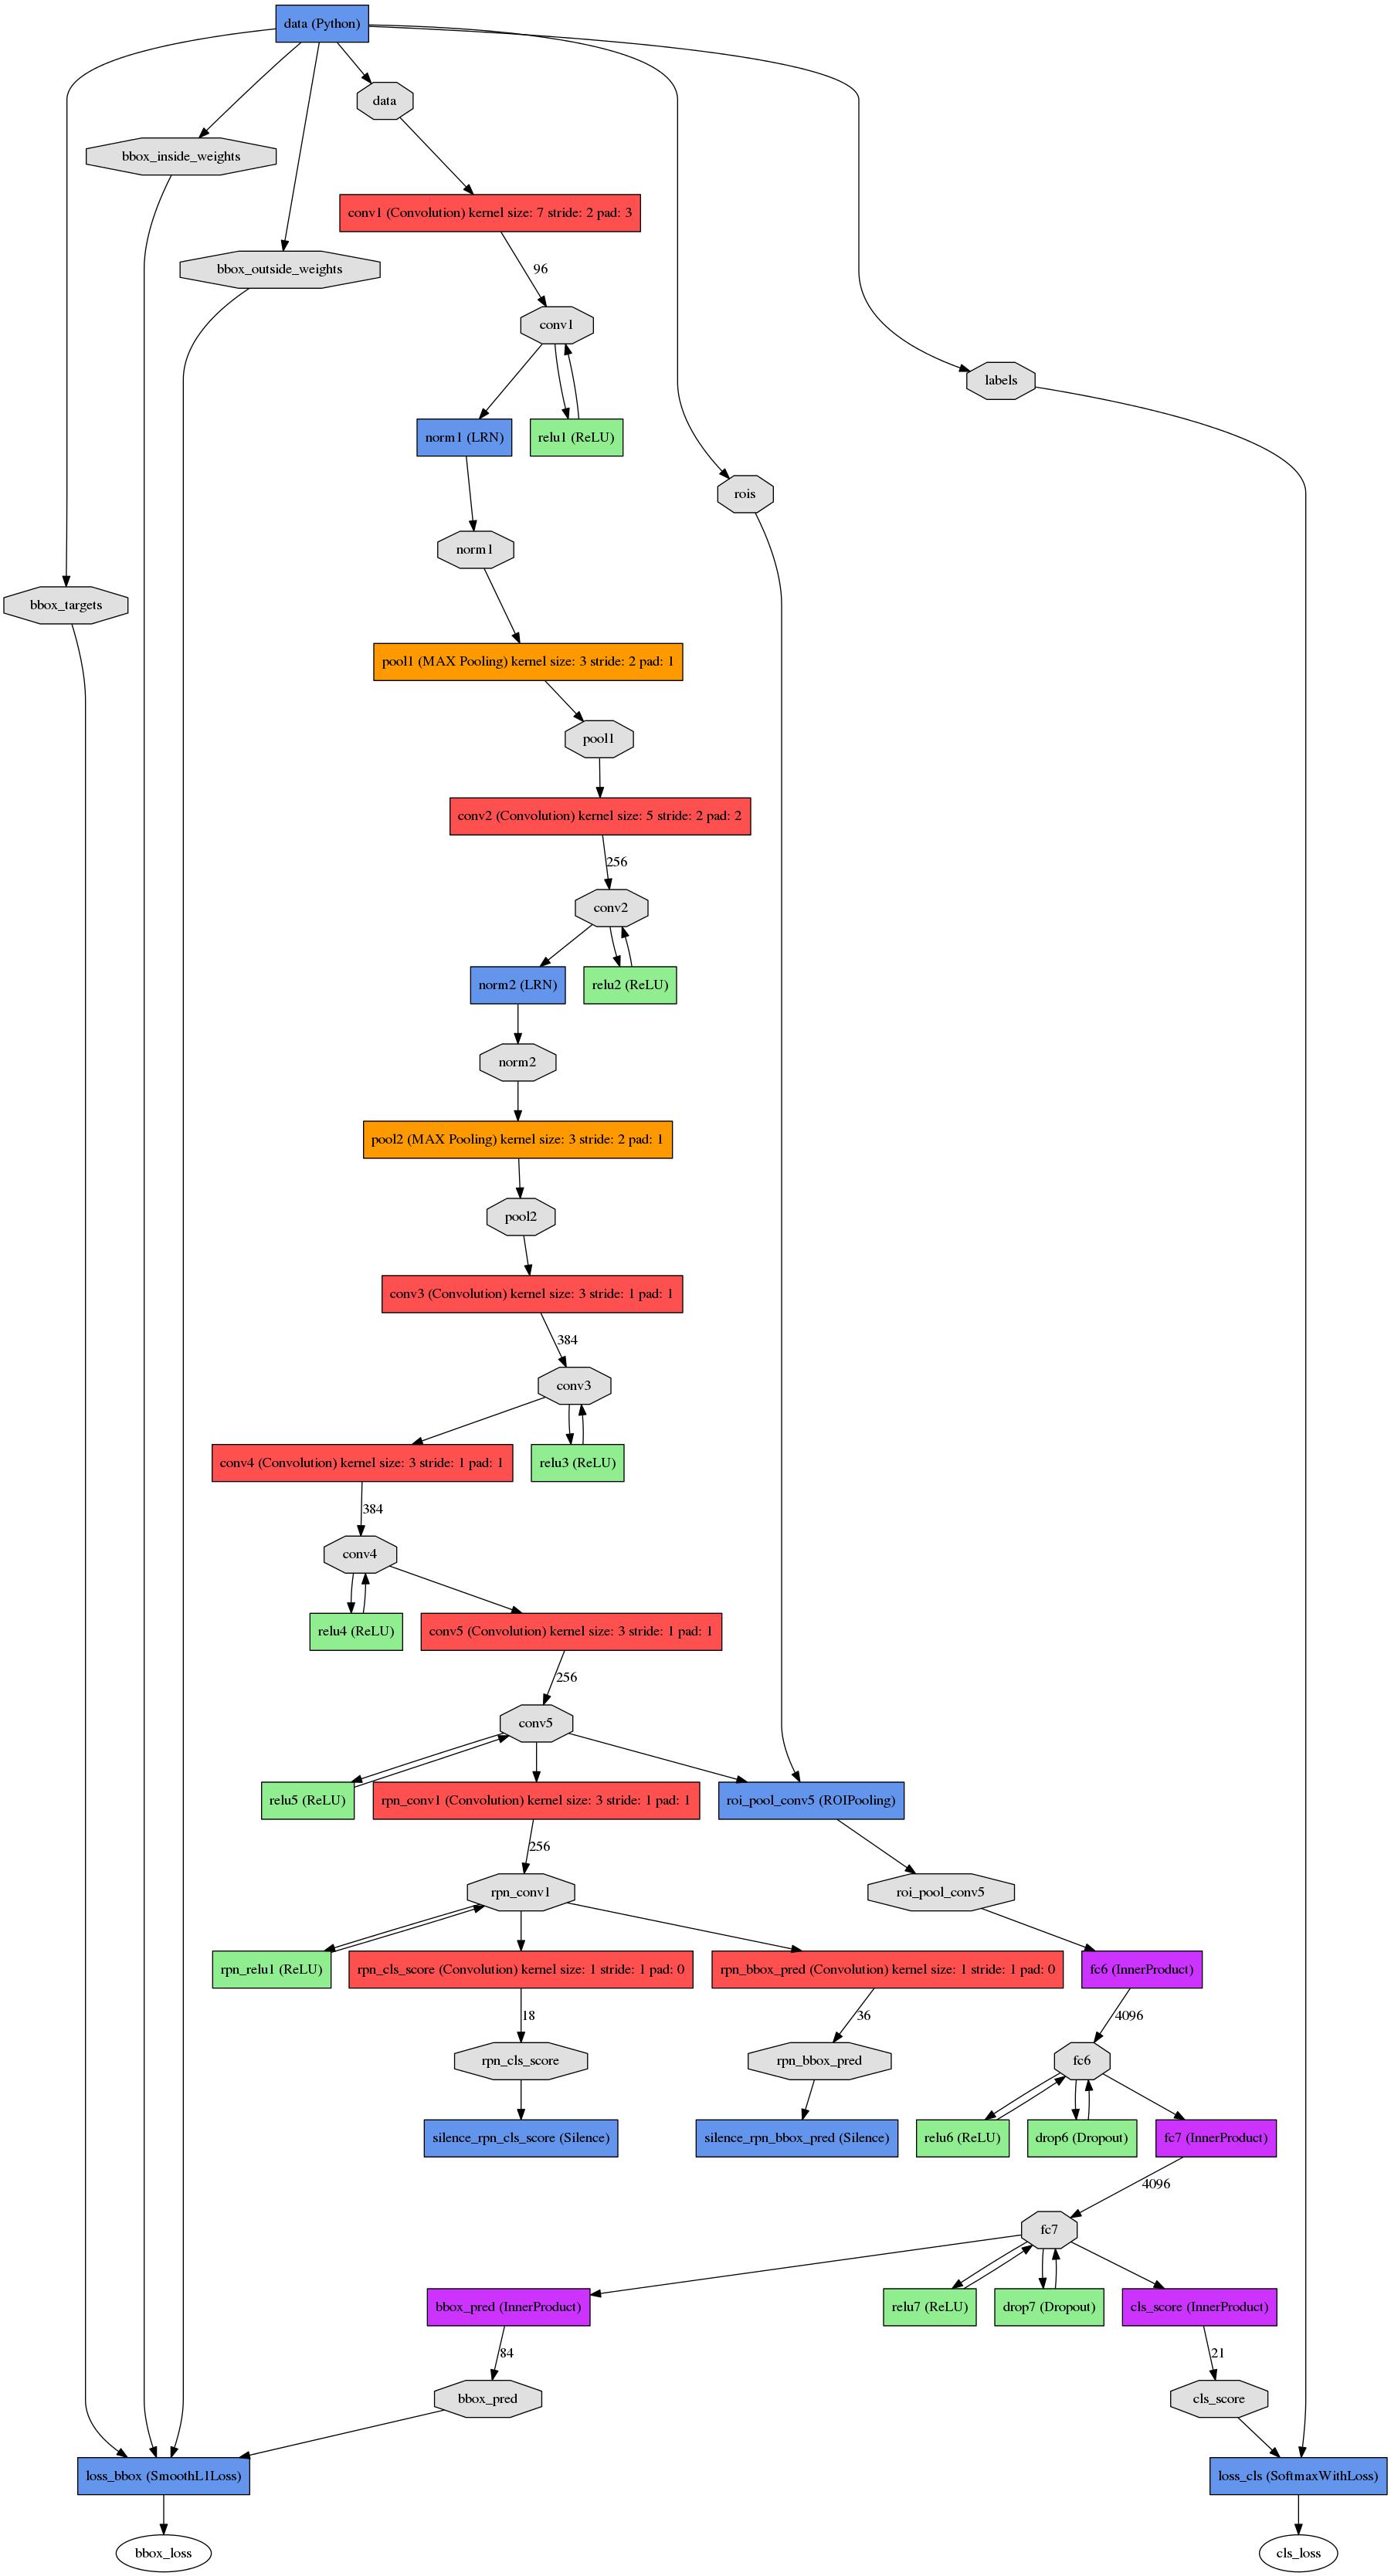 data (Python)
data
bbox_inside_weights
conv1 (Convolution) kernel size: 7 stride: 2 pad: 3
bbox_outside_weights
96
conv1
labels
norm1 (LRN)
relu1 (ReLU)
rois
norm1
bbox_targets
pool1 (MAX Pooling) kernel size: 3 stride: 2 pad: 1
pool1
conv2 (Convolution) kernel size: 5 stride: 2 pad: 2
256
conv2
norm2 (LRN)
relu2 (ReLU)
norm2
pool2 (MAX Pooling) kernel size: 3 stride: 2 pad: 1
pool2
conv3 (Convolution) kernel size: 3 stride: 1 pad: 1
384
conv3
conv4 (Convolution) kernel size: 3 stride: 1 pad: 1
relu3 (ReLU)
384
conv4
relu4 (ReLU)
conv5 (Convolution) kernel size: 3 stride: 1 pad: 1
256
conv5
relu5 (ReLU)
rpn_conv1 (Convolution) kernel size: 3 stride: 1 pad: 1
roi_pool_conv5 (ROIPooling)
256
rpn_conv1
roi_pool_conv5
rpn_relu1 (ReLU)
rpn_cls_score (Convolution) kernel size: 1 stride: 1 pad: 0
rpn_bbox_pred (Convolution) kernel size: 1 stride: 1 pad: 0
fc6 (InnerProduct)
18
36
4096
rpn_cls_score
rpn_bbox_pred
fc6
silence_rpn_cls_score (Silence)
silence_rpn_bbox_pred (Silence)
relu6 (ReLU)
drop6 (Dropout)
fc7 (InnerProduct)
4096
fc7
bbox_pred (InnerProduct)
relu7 (ReLU)
drop7 (Dropout)
cls_score (InnerProduct)
84
21
bbox_pred
cls_score
loss_bbox (SmoothL1Loss)
loss_cls (SoftmaxWithLoss)
bbox_loss
cls_loss